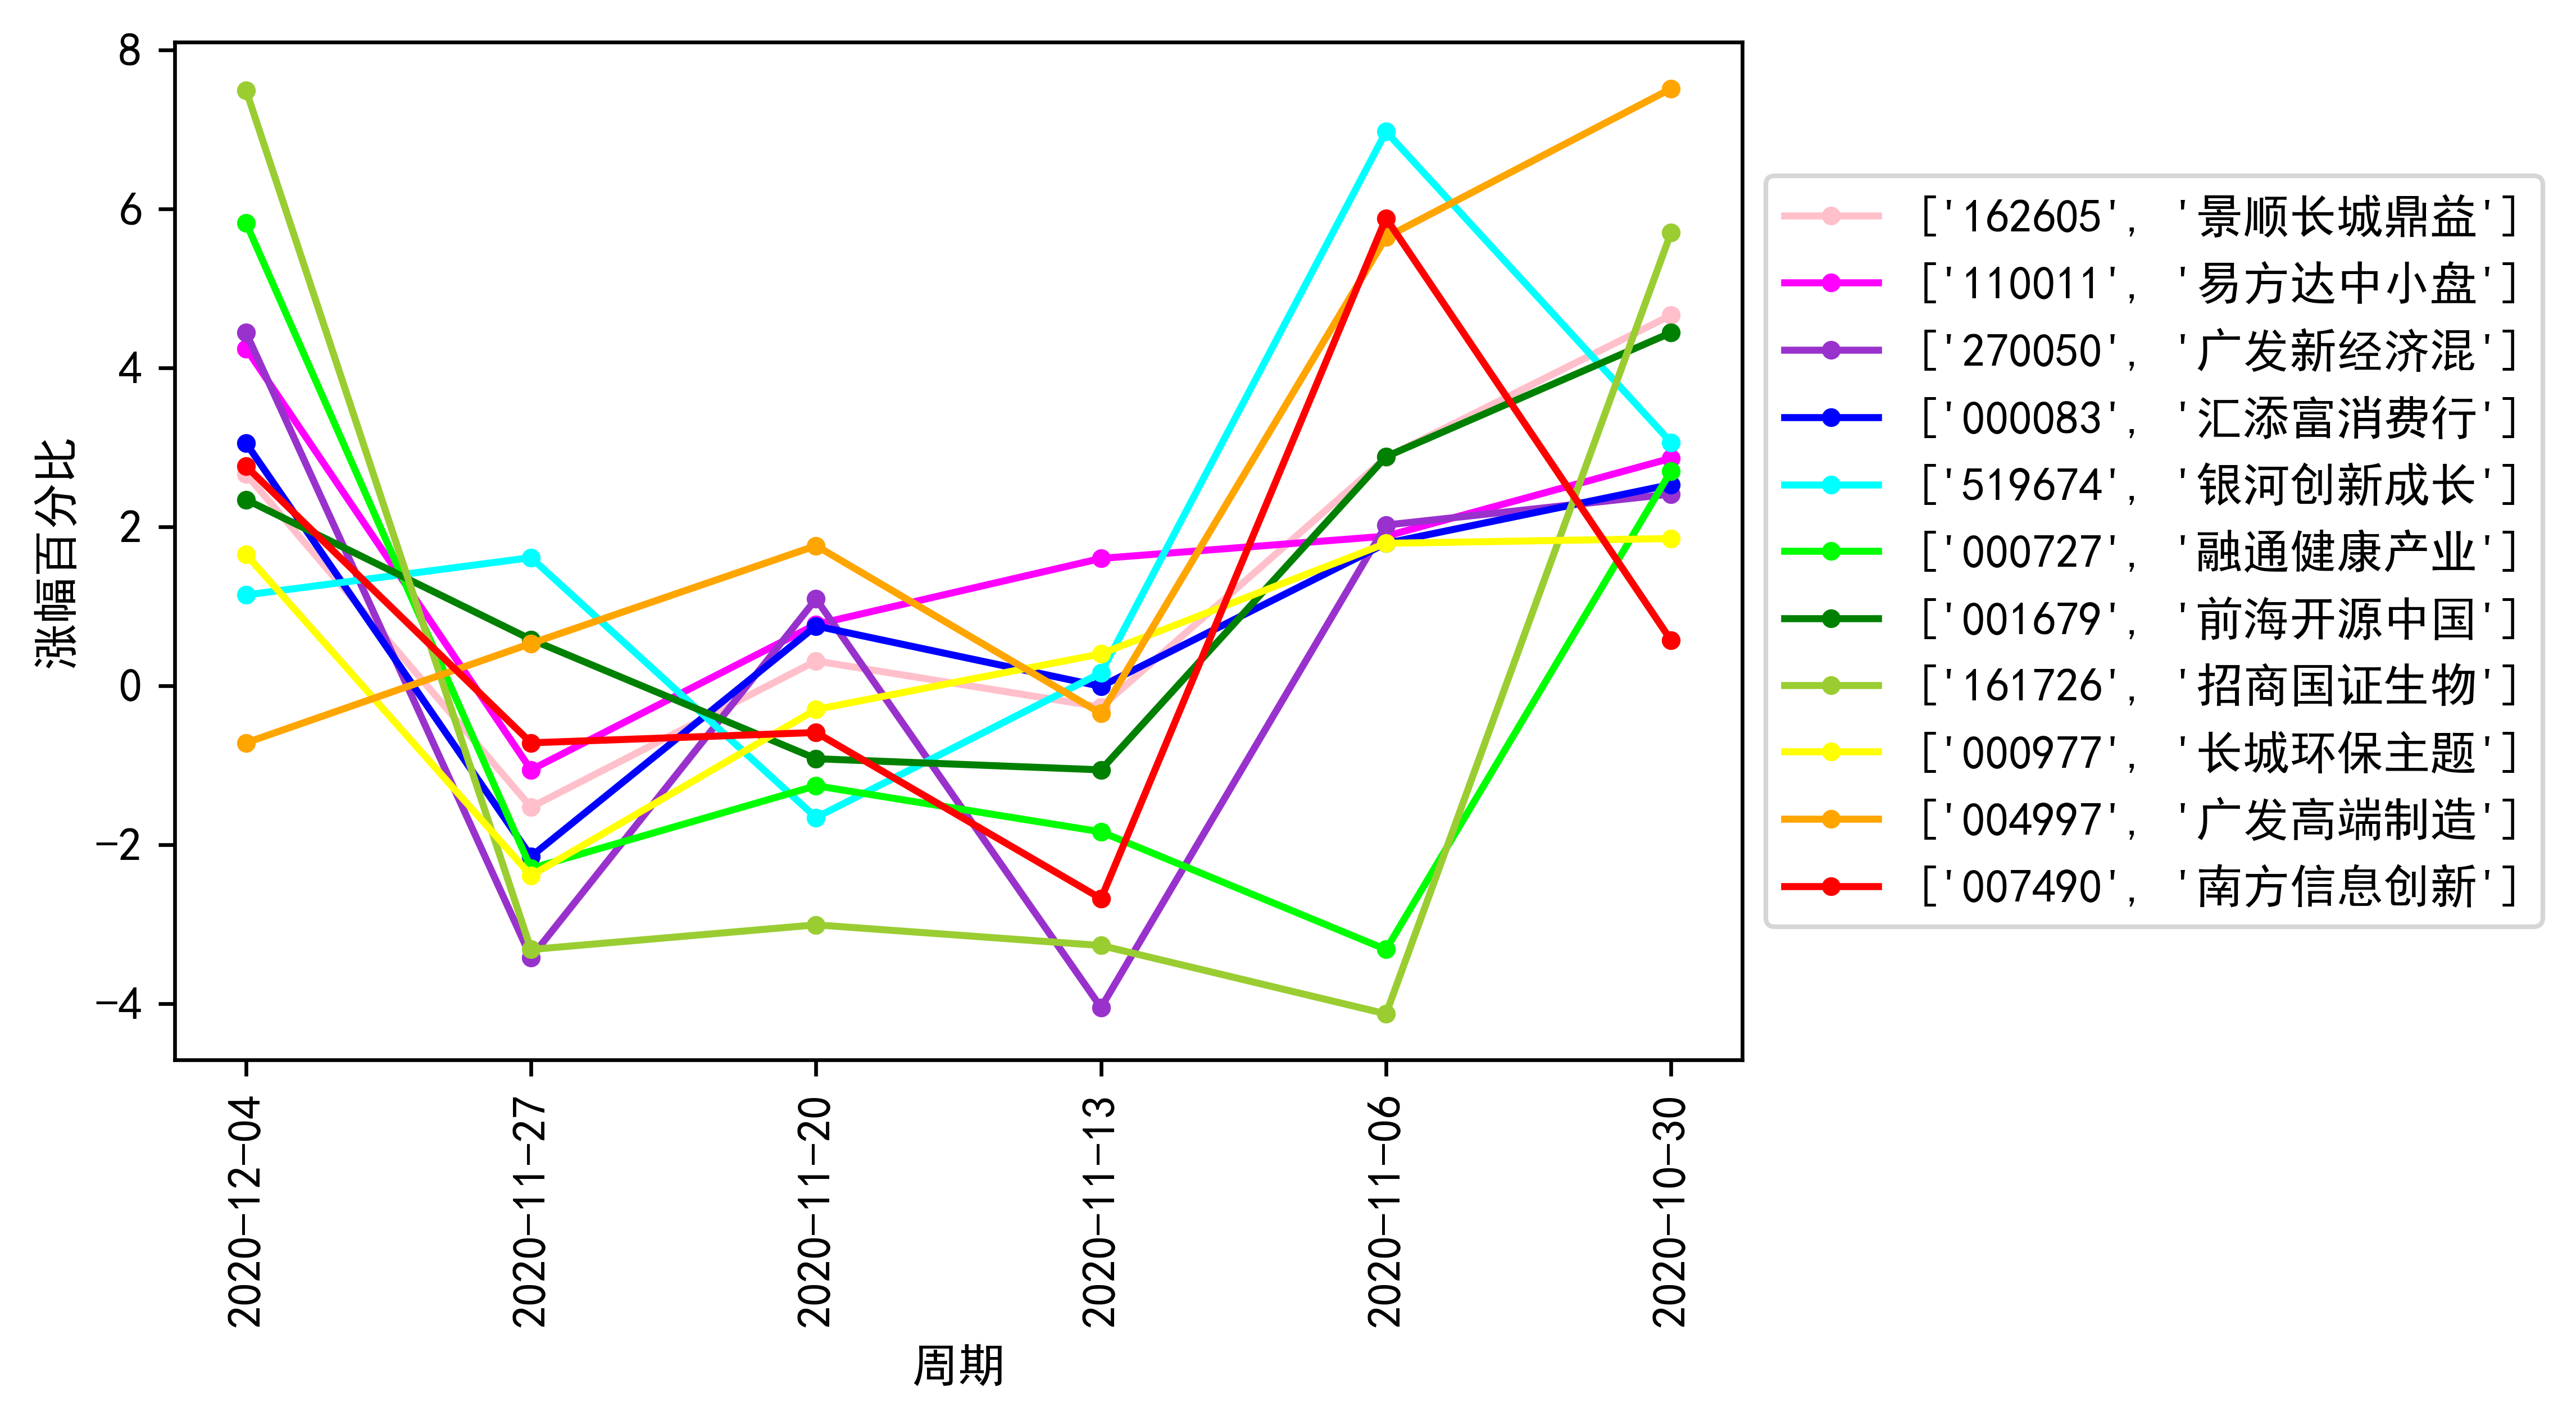 8
6
4
2
0
−2
−4
涨幅百分比
2020-12-04
2020-11-27
2020-11-20
2020-11-13
2020-11-06
2020-10-30
周期
['162605', '景顺长城鼎益']
['110011', '易方达中小盘']
['270050', '广发新经济混']
['000083', '汇添富消费行']
['519674', '银河创新成长']
['000727', '融通健康产业']
['001679', '前海开源中国']
['161726', '招商国证生物']
['000977', '长城环保主题']
['004997', '广发高端制造']
['007490', '南方信息创新']